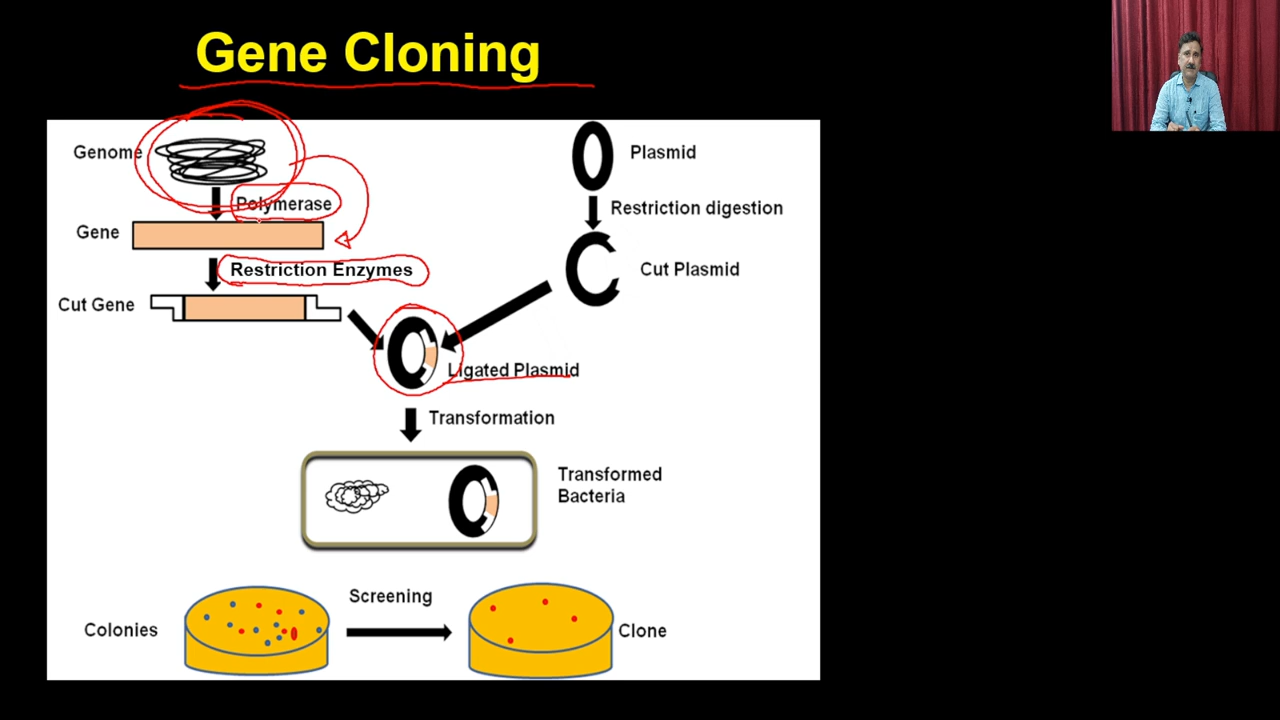 Gene Cloning
Genome
Plasmid
Polymerase
Restriction digestion
Gene
Restriction Enzymes
Cut Plasmid
Cut Gene
Ligated Plasmid
Transformation
Transformed
Bacteria
Screening
Colonies
Clone